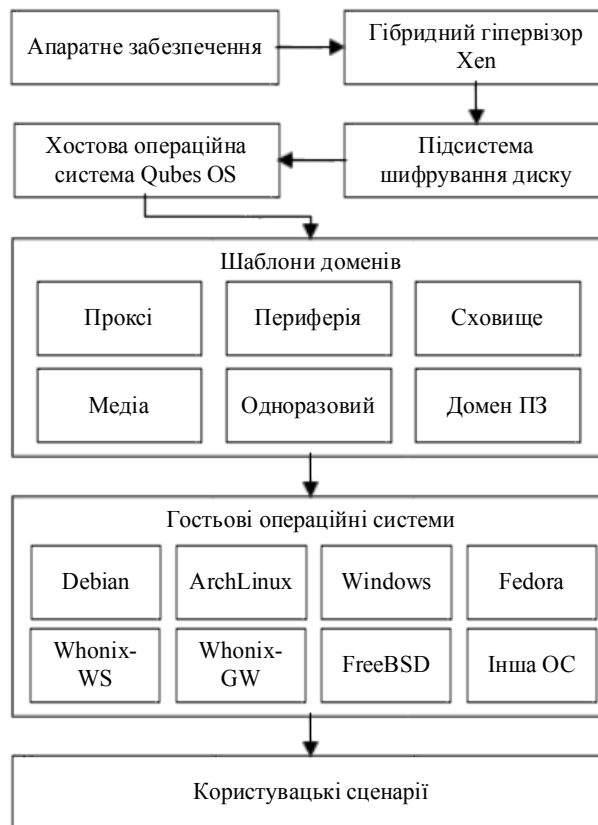 Апаратне забезпечення
Гібридний гіпервізор
Xen
Хостова операційна
система Qubes OS
Підсистема
шифрування диску
Шаблони доменів
Проксі
Периферія
Сховище
Медіа
Одноразовий
Домен ПЗ
Гостьові операційні системи
Debian
ArchLinux
Windows
Fedora
Whonix-
WS
Whonix-
GW
FreeBSD
Інша ОС
Користувацькі сценарії